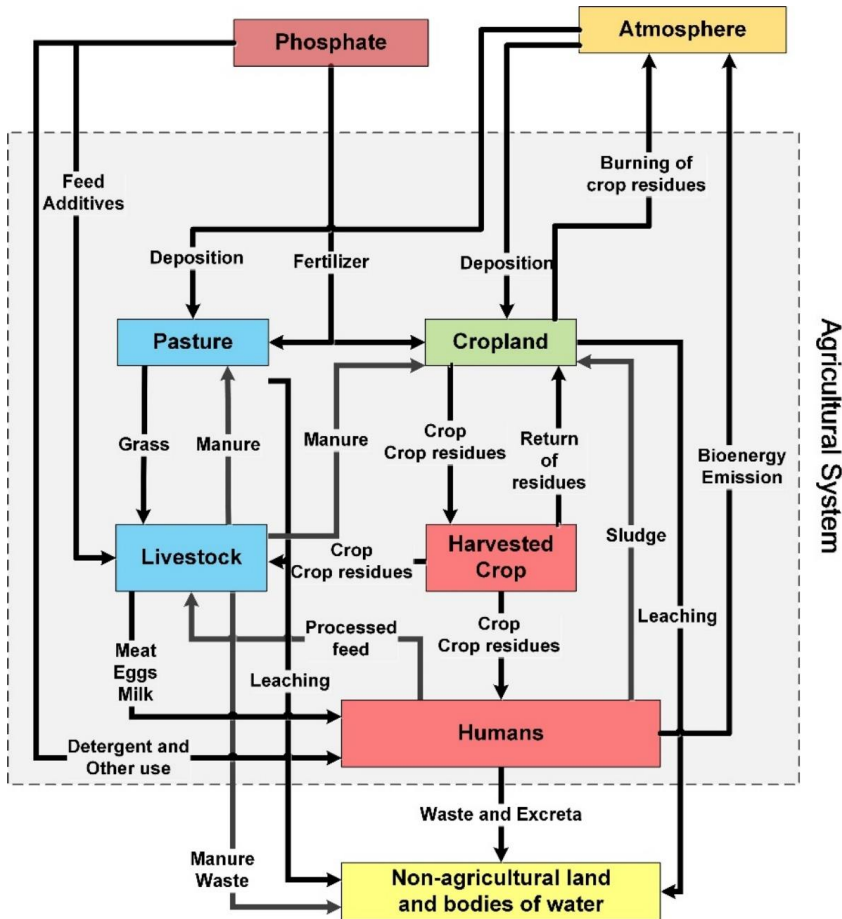 Phosphate
Atmosphere
Feed
Additives
Burning of
crop residues
Deposition
Fertilizer
Deposition
Pasture
Cropland
Agricultural System
Grass
Manure
Manure
Crop
Crop residues
Return
of
residues
Bioenergy
Emission
Livestock
Crop
Crop residues
Harvested
Crop
Sludge
Processed
feed
Crop
Crop residues
Leaching
Meat
Eggs
Milk
Leaching
Humans
Detergent and
Other use
Waste and Excreta
Manure
Waste
Non-agricultural land
and bodies of water